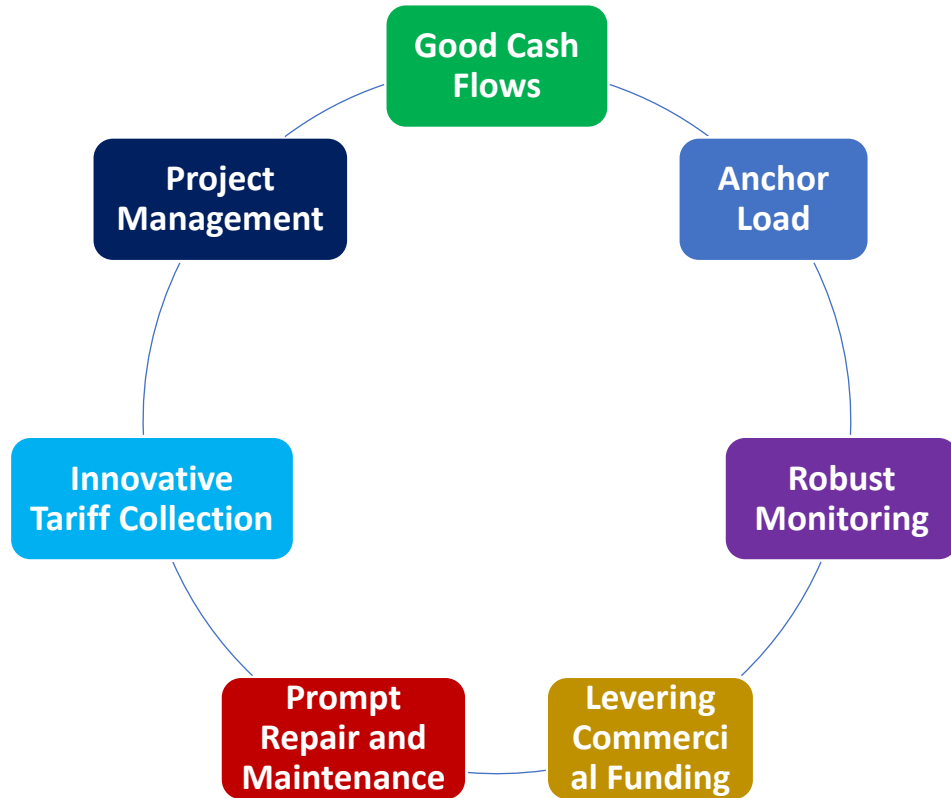 Good Cash
Flows
Anchor
Load
Robust
Monitoring
Levering
Commerci
al Funding
Prompt
Repair and
Maintenance
Innovative
Tariff Collection
Project
Management